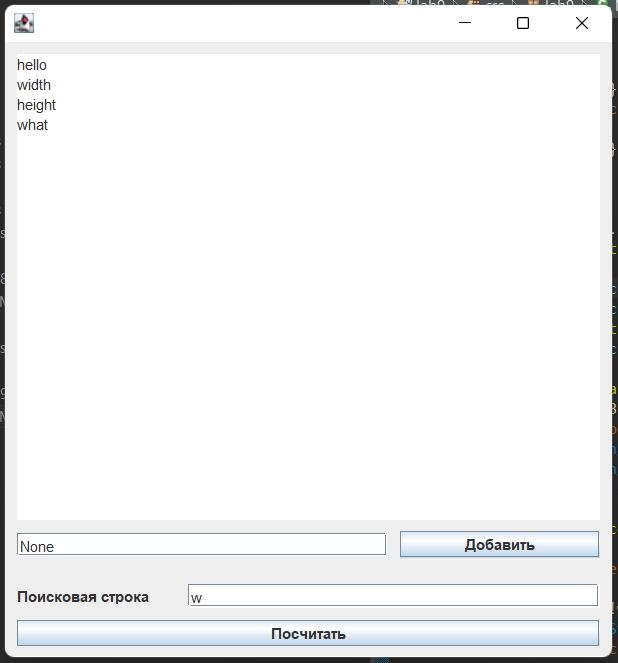 hello
width
height
what
None
Добавить
Поисковая строка
w
Посчитать